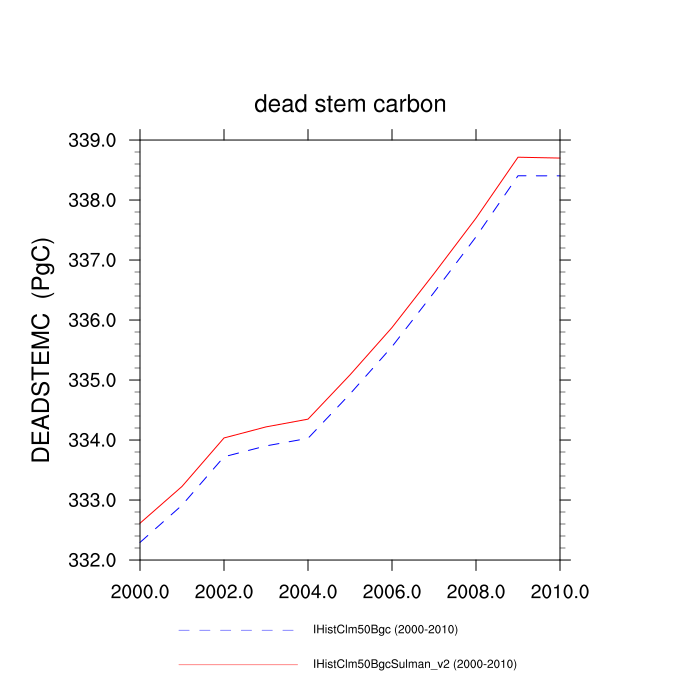 dead stem carbon
339.0
338.0
337.0
336.0
335.0
334.0
333.0
332.0
DEADSTEMC (PgC)
2000.0 2002.0 2004.0 2006.0 2008.0 2010.0
IHistClm50Bgc (2000-2010)
IHistClm50BgcSulman_v2 (2000-2010)